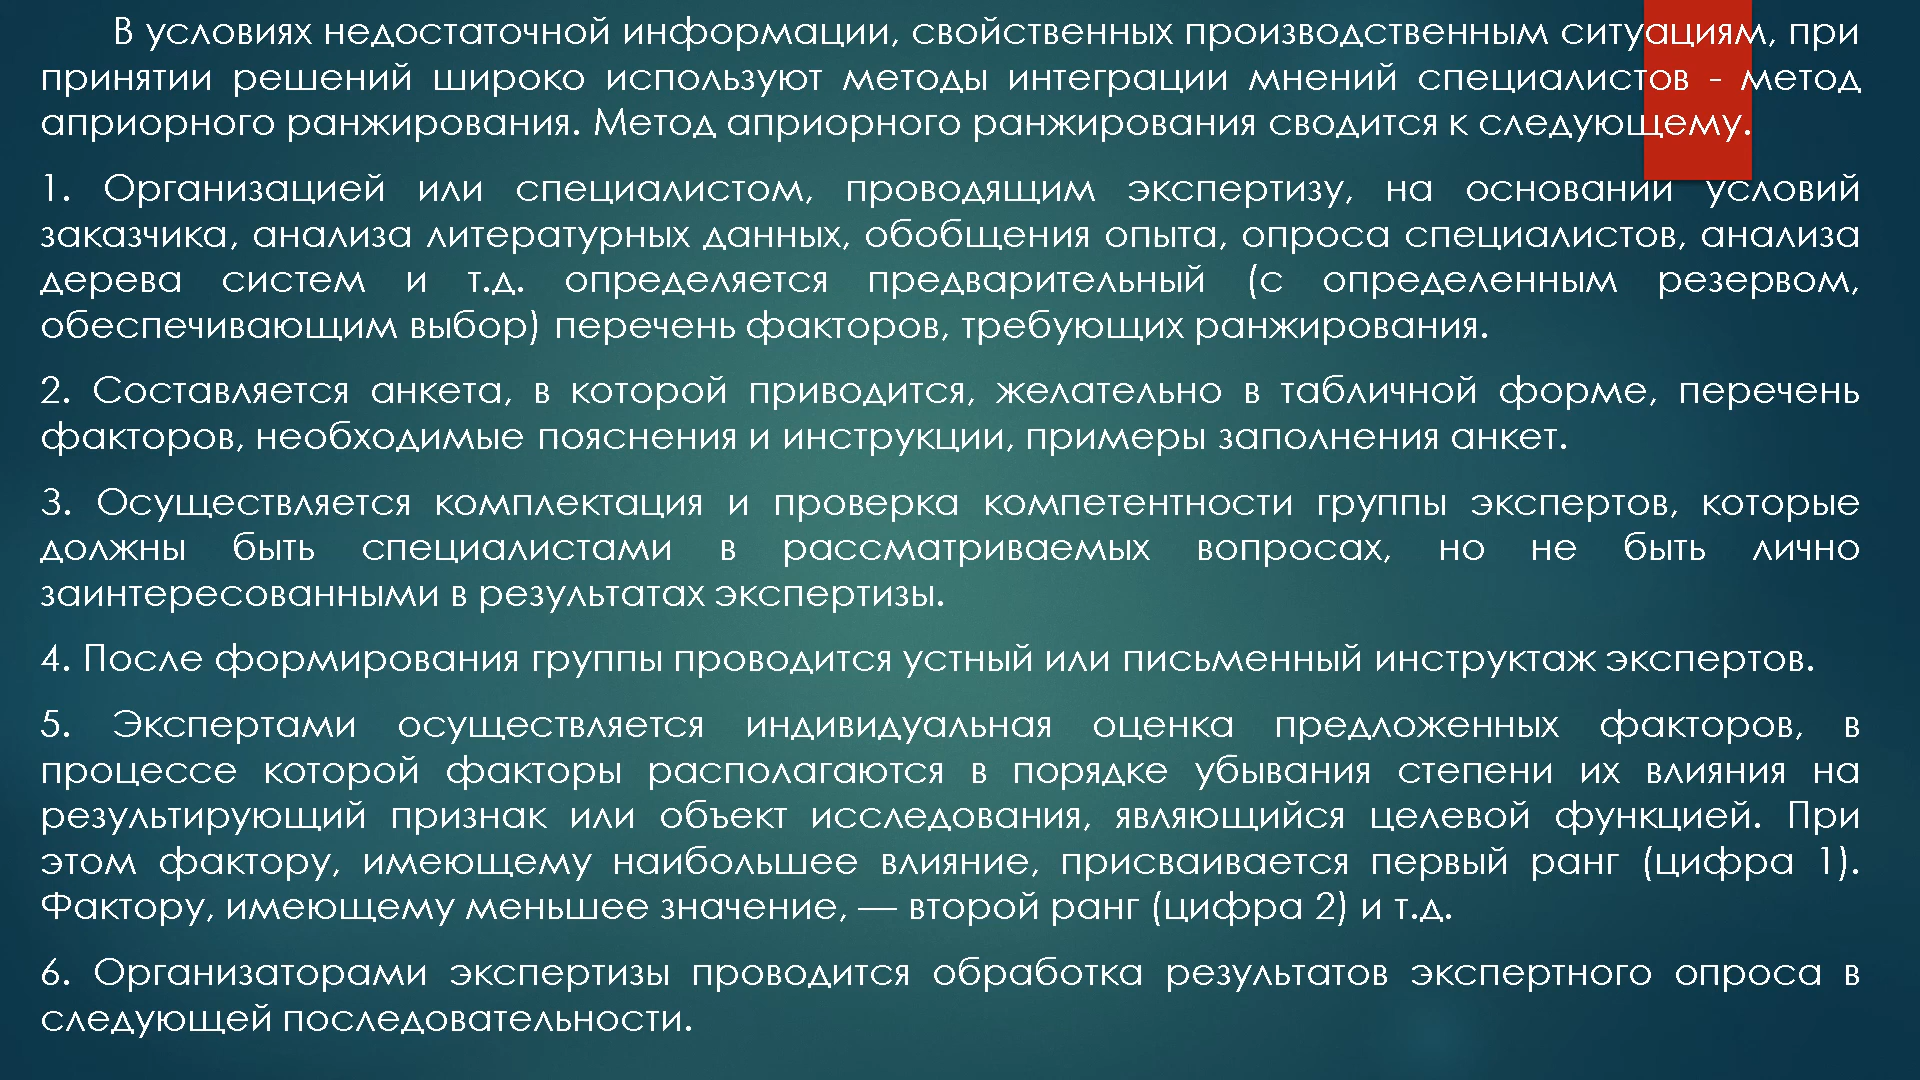 В условиях недостаточной информации, свойственных производственным ситуациям, при
принятии решений широко используют методы интеграции мнений специалистов - метод
априорного ранжирования. Метод априорного ранжирования сводится к следующему.
1. Организацией или специалистом, проводящим экспертизу, на основании условий
заказчика, анализа литературных данных, обобщения опыта, опроса специалистов, анализа
дерева систем и т.д. определяется предварительный (с определенным резервом,
обеспечивающим выбор) перечень факторов, требующих ранжирования.
2. Составляется анкета, в которой приводится, желательно в табличной форме, перечень
факторов, необходимые пояснения и инструкции, примеры заполнения анкет.
3. Осуществляется комплектация и проверка компетентности группы экспертов, которые
должны быть специалистами в рассматриваемых вопросах, но не быть лично
заинтересованными в результатах экспертизы.
4. После формирования группы проводится устный или письменный инструктаж экспертов.
5. Экспертами осуществляется индивидуальная оценка предложенных факторов, в
процессе которой факторы располагаются в порядке убывания степени их влияния на
результирующий признак или объект исследования, являющийся целевой функцией. При
этом фактору, имеющему наибольшее влияние, присваивается первый ранг (цифра 1).
Фактору, имеющему меньшее значение, — второй ранг (цифра 2) и т.д.
6. Организаторами экспертизы проводится обработка результатов экспертного опроса в
следующей последовательности.